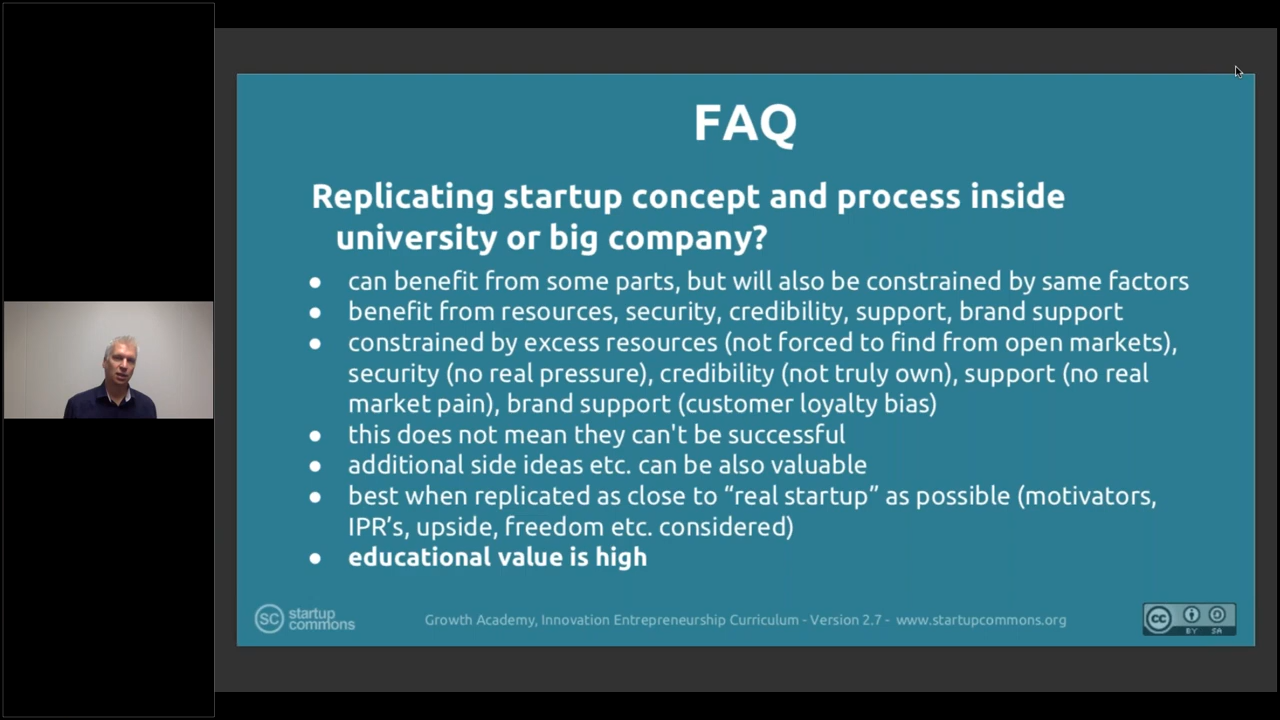 FAQ
Replicating startup concept and process inside
university or big company?
● can benefit from some parts, but will also be constrained by same factors
● benefit from resources, security, credibility, support, brand support
● constrained by excess resources (not forced to find from open markets),
security (no real pressure), credibility (not truly own), support (no real
market pain), brand support (customer loyalty bias)
● this does not mean they can't be successful
● additional side ideas etc. can be also valuable
● best when replicated as close to “real startup” as possible (motivators,
IPR’s, upside, freedom etc. considered)
● educational value is high
SC startup
commons
Growth Academy, Innovation Entrepreneurship Curriculum - Version 2.7 - www.startupcommons.org
cc
BY SA